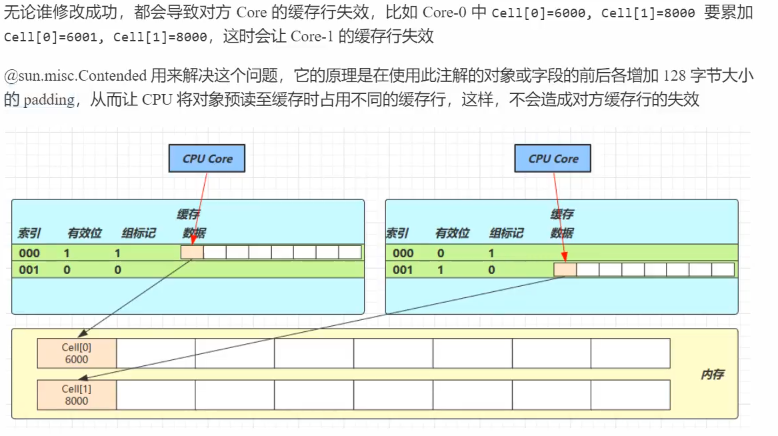 无论谁修改成功，都会导致对方 Core 的缓存行失效，比如 Core-0 中 Cell[0]=6000, Cell[1]=8000 要累加
Cell[0]=6001, Cell[1]=8000，这时会让 Core-1 的缓存行失效
@sun.misc.Contended 用来解决这个问题，它的原理是在使用此注解的对象或字段的前后各增加 128 字节大小
的 padding，从而让 CPU 将对象预读至缓存时占用不同的缓存行，这样，不会造成对方缓存行的失效
CPU Core
CPU Core
缓存
索引 有效位 组标记 数据
000 1 1
001 0 0
缓存
索引 有效位 组标记 数据
000 0 1
001 1 0
Cell[0]
6000
Cell[1]
8000
内存